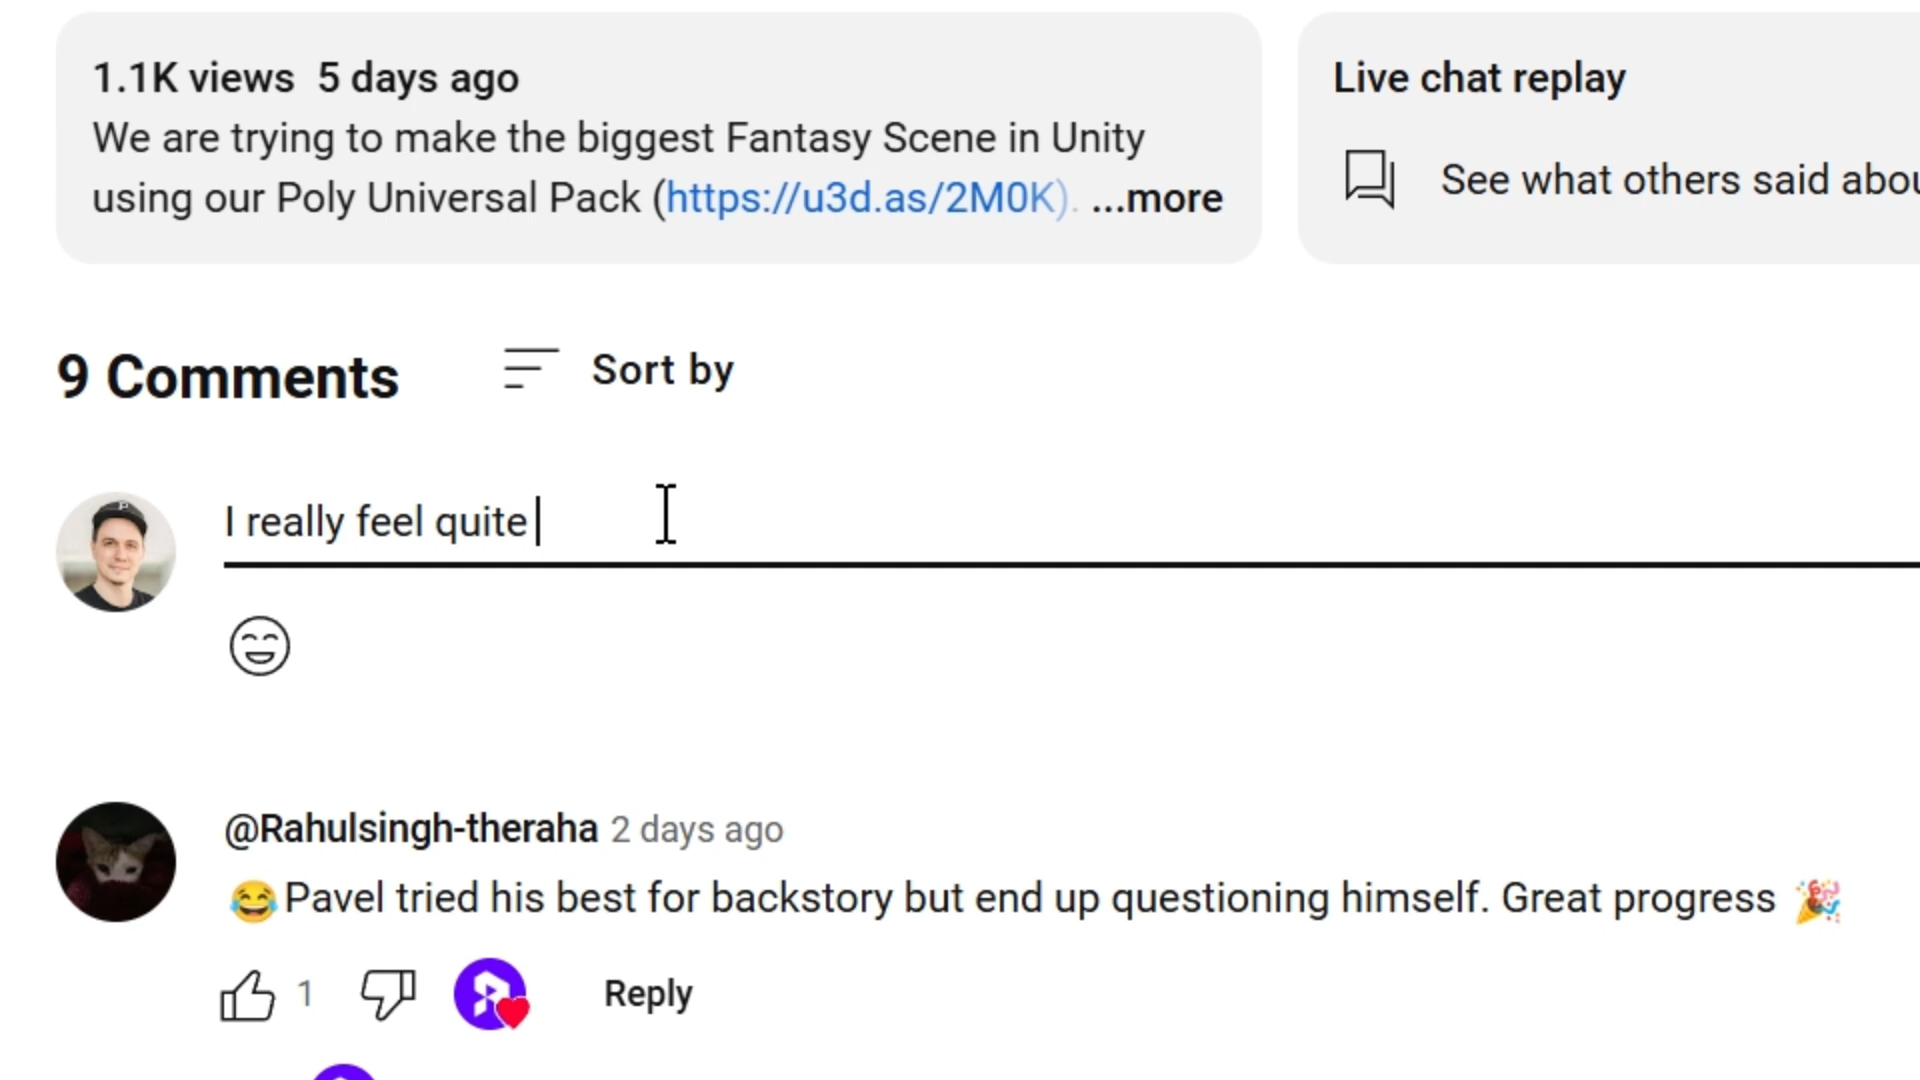 1.1K views 5 days ago
We are trying to make the biggest Fantasy Scene in Unity
using our Poly Universal Pack (https://u3d.as/2M0K). ...more
Live chat replay
See what others said abou
9 Comments
Sort by
I really feel quite
@Rahulsingh-theraha 2 days ago
😂Pavel tried his best for backstory but end up questioning himself. Great progress 🎉
1
Reply